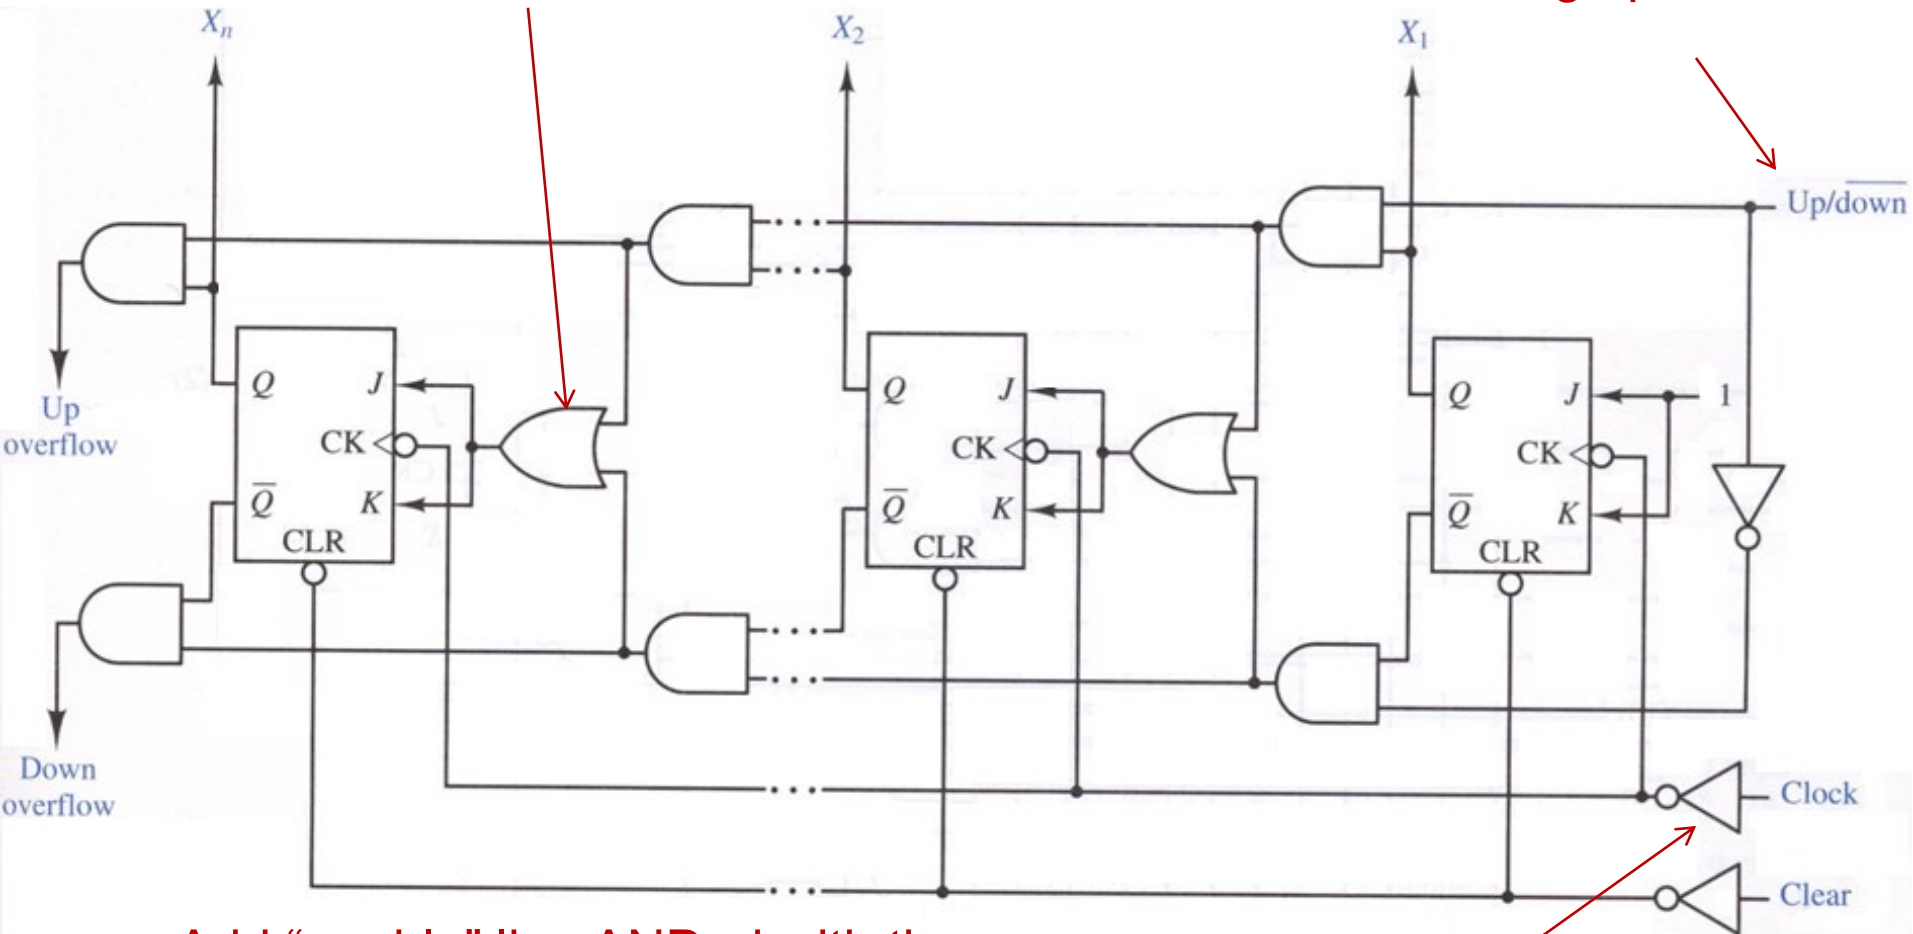 Xn
X2
X1
Up/down
Up
overflow
Q
J
CK
Q
K
CLR
Q
J
CK
Q
K
CLR
Q
J
1
CK
Q
K
CLR
Down
overflow
Clock
Clear